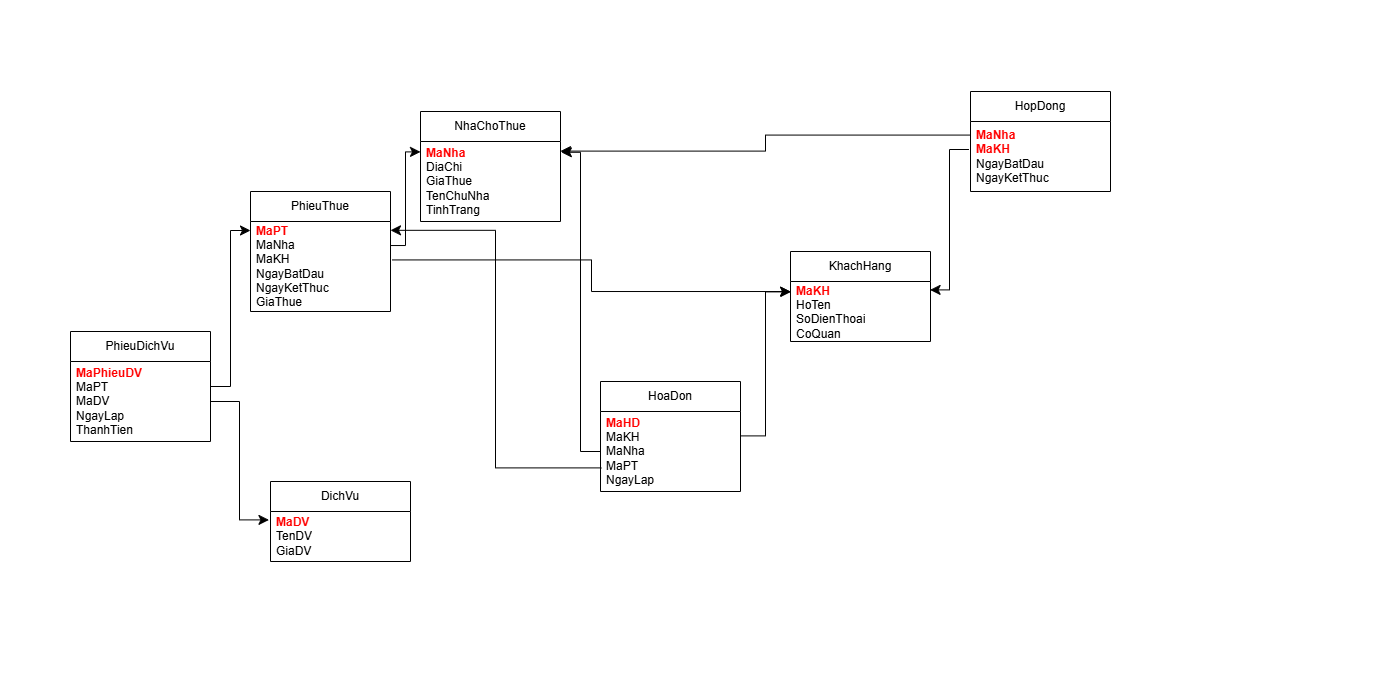 HopDong
MaNha
MaKH
NgayBatDau
NgayKetThuc
NhaChoThue
MaNha
DiaChi
GiaThue
TenChuNha
TinhTrang
PhieuThue
MaPT
MaNha
MaKH
NgayBatDau
NgayKetThuc
GiaThue
KhachHang
MaKH
HoTen
SoDienThoai
CoQuan
PhieuDichVu
MaPhieuDV
MaPT
MaDV
NgayLap
ThanhTien
HoaDon
MaHD
MaKH
MaNha
MaPT
NgayLap
DichVu
MaDV
TenDV
GiaDV